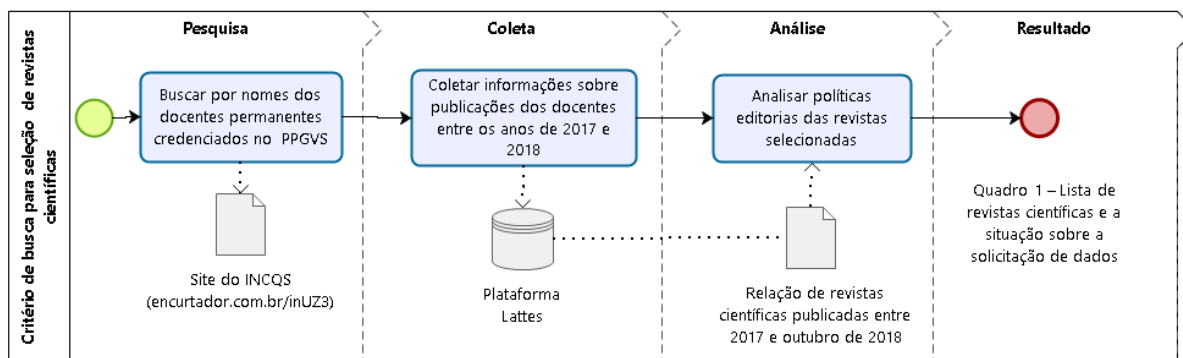 Critério de busca para seleção de revistas
científicas
Pesquisa
Coleta
Análise
Resultado
Buscar por nomes dos
docentes permanentes
credenciados no PPGVS
Coletar informações sobre
publicações dos docentes
entre os anos de 2017 e
2018
Analisar políticas
editorias das revistas
selecionadas
Site do INCQS
(encurtador.com.br/inUZ3)
Plataforma
Lattes
Relação de revistas
científicas publicadas entre
2017 e outubro de 2018
Quadro 1 – Lista de
revistas científicas e a
situação sobre a
solicitação de dados